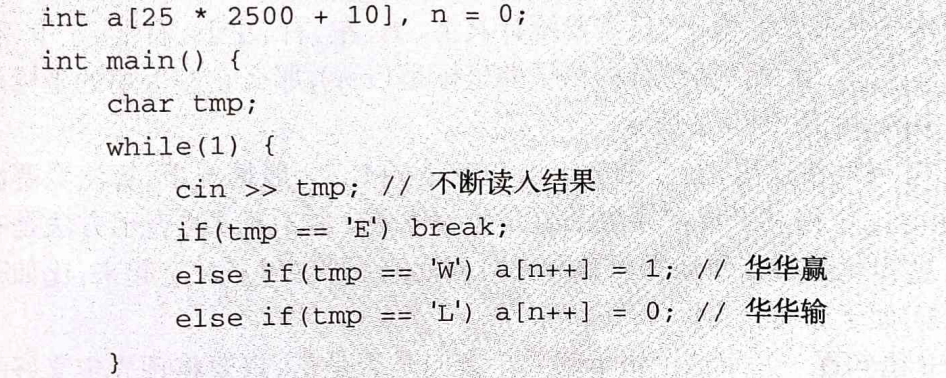 int a[25 * 2500 + 10], n = 0;
int main() {
    char tmp;
    while(1) {
        cin >> tmp; // 不断读入结果
        if(tmp == 'E') break;
        else if(tmp == 'W') a[n++] = 1; // 华华赢
        else if(tmp == 'L') a[n++] = 0; // 华华输
    }